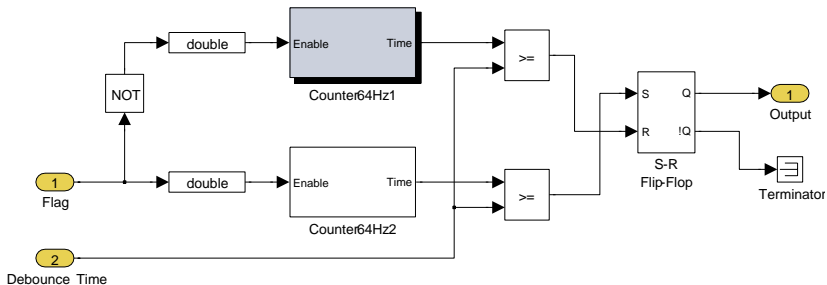 double
Enable
Time
Counter64Hz1
>=
NOT
S
Q
R
!Q
S-R
Flip-Flop
1
Output
Terminator
1
Flag
double
Enable
Time
Counter64Hz2
>=
2
Debounce Time